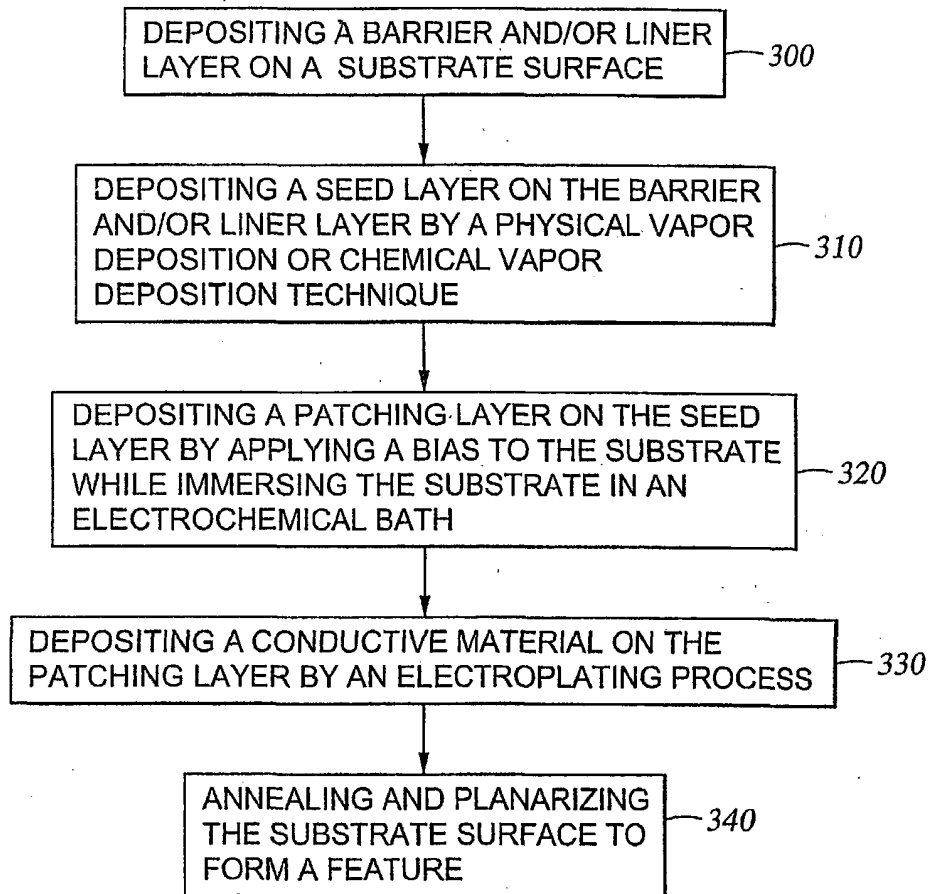 DEPOSITING A BARRIER AND/OR LINER
LAYER ON A SUBSTRATE SURFACE
300
DEPOSITING A SEED LAYER ON THE BARRIER
AND/OR LINER LAYER BY A PHYSICAL VAPOR
DEPOSITION OR CHEMICAL VAPOR
DEPOSITION TECHNIQUE
310
DEPOSITING A PATCHING LAYER ON THE SEED
LAYER BY APPLYING A BIAS TO THE SUBSTRATE
WHILE IMMERSING THE SUBSTRATE IN AN
ELECTROCHEMICAL BATH
320
DEPOSITING A CONDUCTIVE MATERIAL ON THE
PATCHING LAYER BY AN ELECTROPLATING PROCESS
330
ANNEALING AND PLANARIZING
THE SUBSTRATE SURFACE TO
FORM A FEATURE
340